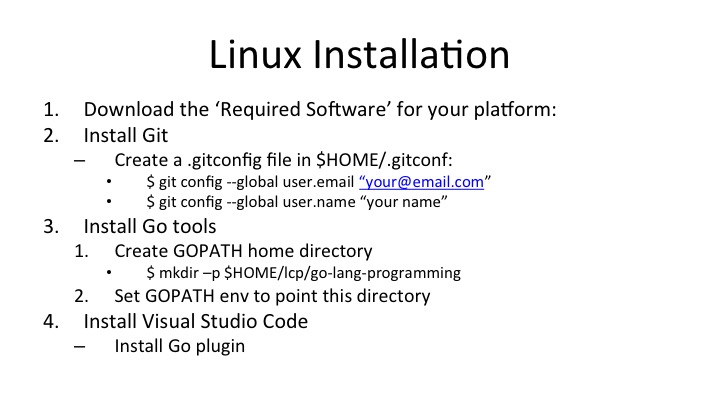 Linux Installation
1. Download the ‘Required Software’ for your platform:
2. Install Git
– Create a .gitconfig file in $HOME/.gitconf:
• $ git config --global user.email “your@email.com”
• $ git config --global user.name “your name”
3. Install Go tools
1. Create GOPATH home directory
• $ mkdir –p $HOME/lcp/go-lang-programming
2. Set GOPATH env to point this directory
4. Install Visual Studio Code
– Install Go plugin